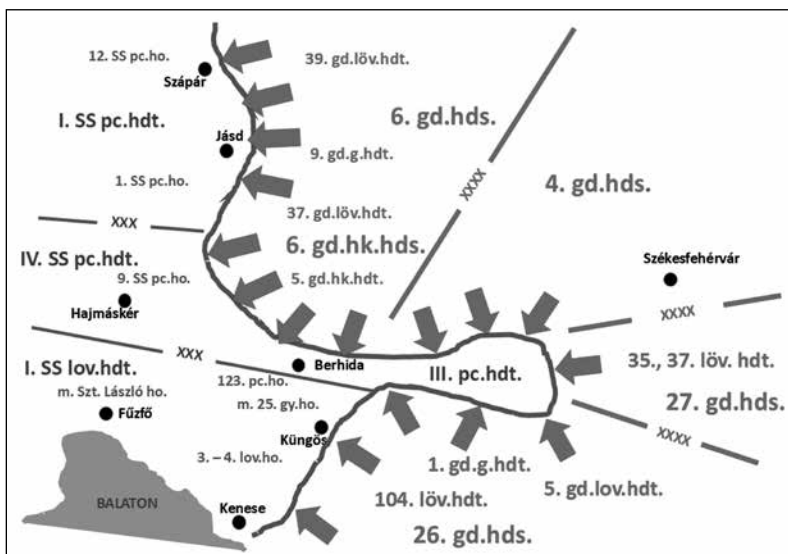 12. SS pc.ho.
Szápár
39. gd.löv.hdt.
I. SS pc.hdt.
6. gd.hds.
Jásd
9. gd.g.hdt.
XXXX
4. gd.hds.
1. SS pc.ho.
37. gd.löv.hdt.
XXX
6. gd.hk.hds.
IV. SS pc.hdt.
Székesfehérvár
9. SS pc.ho.
5. gd.hk.hdt.
Hajmáskér
XXXX
XXX
I. SS lov.hdt.
Berhida
III. pc.hdt.
35., 37. löv. hdt.
123. pc.ho.
m. Szt. László ho.
27. gd.hds.
m. 25. gy.ho.
Fűzfő
XXXX
Küngös
3. – 4. lov.ho.
1. gd.g.hdt.
5. gd.lov.hdt.
BALATON
104. löv.hdt.
Kenese
26. gd.hds.